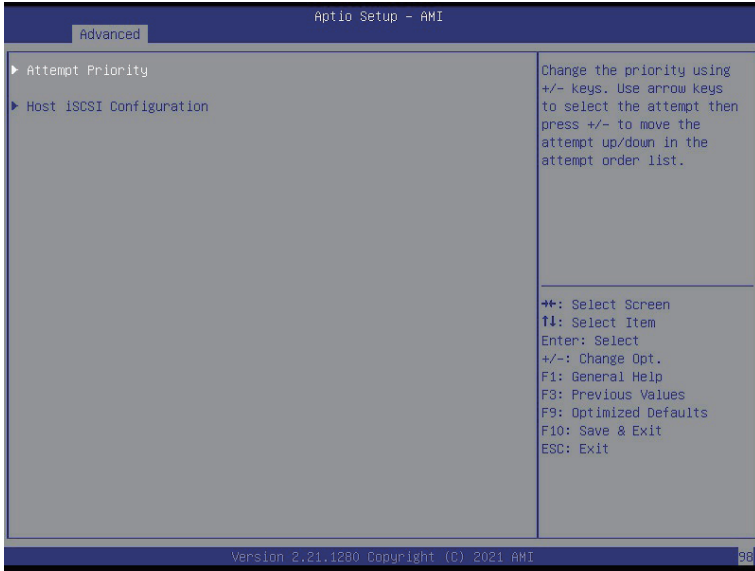 Aptio Setup – AMI
Advanced
▶ Attempt Priority
▶ Host iSCSI Configuration
Change the priority using
+/- keys. Use arrow keys
to select the attempt then
press +/- to move the
attempt up/down in the
attempt order list.
→←: Select Screen
↑↓: Select Item
Enter: Select
+/-: Change Opt.
F1: General Help
F3: Previous Values
F9: Optimized Defaults
F10: Save & Exit
ESC: Exit
Version 2.21.1280 Copyright (C) 2021 AMI
98